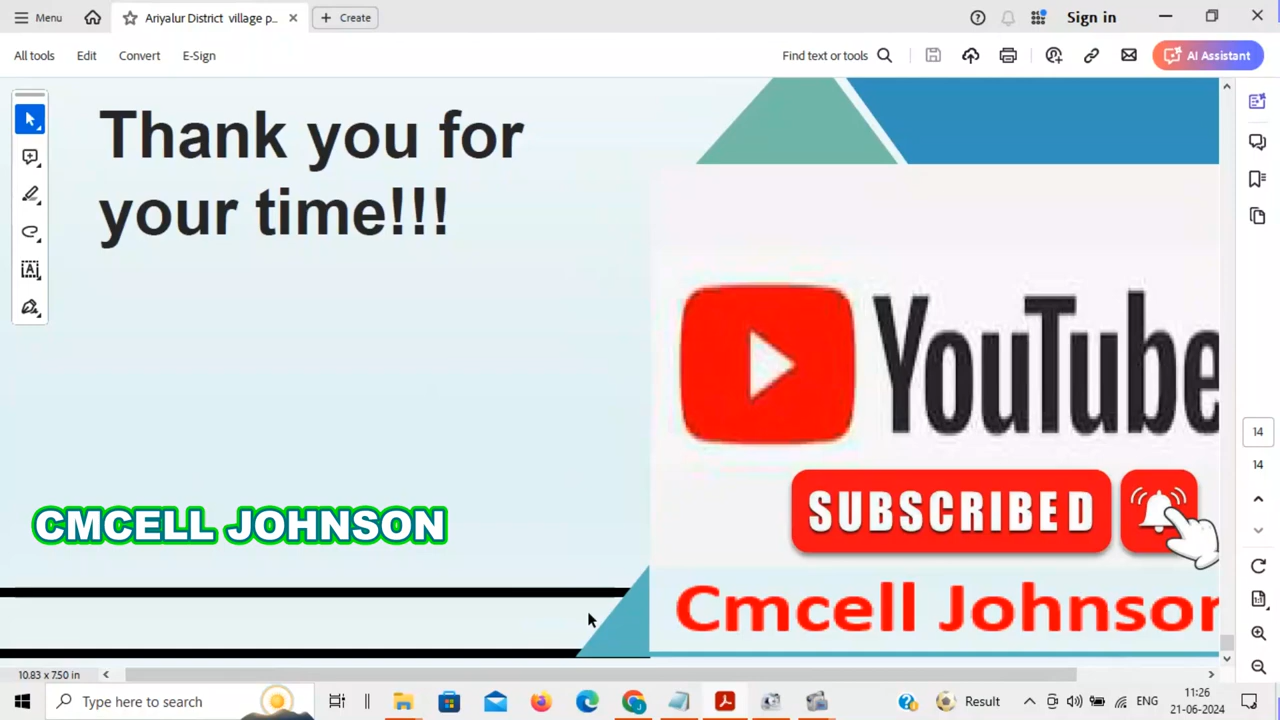 Menu
Ariyalur District village p...
Create
Sign in
All tools
Edit
Convert
E-Sign
Find text or tools
AI Assistant
Thank you for
your time!!!
YouTube
SUBSCRIBED
CMCELL JOHNSON
Cmcell Johnson
14
14
10.83 x 7.50 in
Type here to search
Result
ENG
11:26
21-06-2024